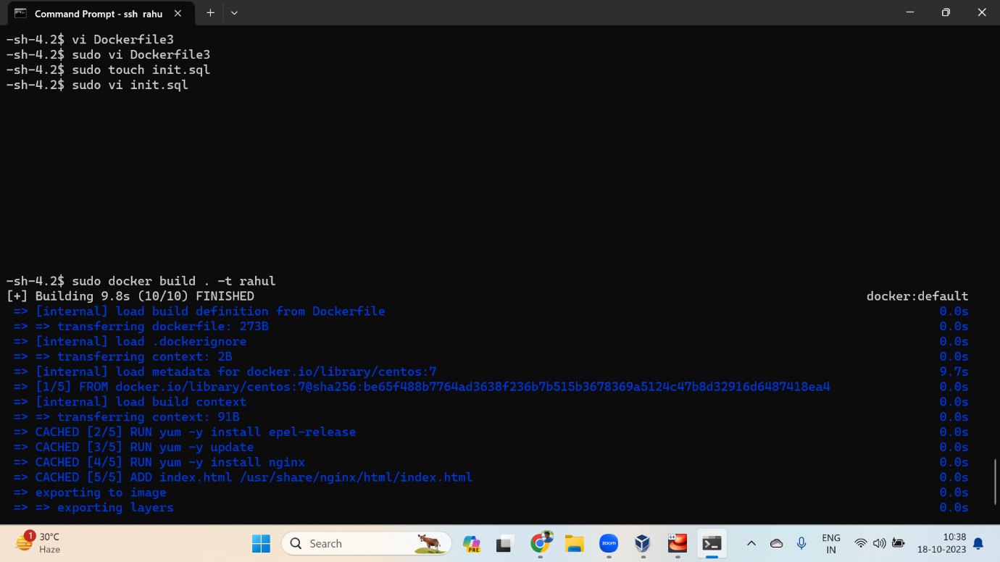 Command Prompt - ssh rahu
-sh-4.2$ vi Dockerfile3
-sh-4.2$ sudo vi Dockerfile3
-sh-4.2$ sudo touch init.sql
-sh-4.2$ sudo vi init.sql
-sh-4.2$ sudo docker build . -t rahul
[+] Building 9.8s (10/10) FINISHED docker:default
=> [internal] load build definition from Dockerfile 0.0s
=> => transferring dockerfile: 273B 0.0s
=> [internal] load .dockerignore 0.0s
=> => transferring context: 2B 0.0s
=> [internal] load metadata for docker.io/library/centos:7 9.7s
=> [1/5] FROM docker.io/library/centos:7@sha256:be65f488b7764ad3638f236b7b515b3678369a5124c47b8d32916d6487418ea4 0.0s
=> [internal] load build context 0.0s
=> => transferring context: 91B 0.0s
=> CACHED [2/5] RUN yum -y install epel-release 0.0s
=> CACHED [3/5] RUN yum -y update 0.0s
=> CACHED [4/5] RUN yum -y install nginx 0.0s
=> CACHED [5/5] ADD index.html /usr/share/nginx/html/index.html 0.0s
=> exporting to image 0.0s
=> => exporting layers 0.0s
1
30°C
Haze
Search
PRE
zoom
64
ENG
IN
10:38
18-10-2023